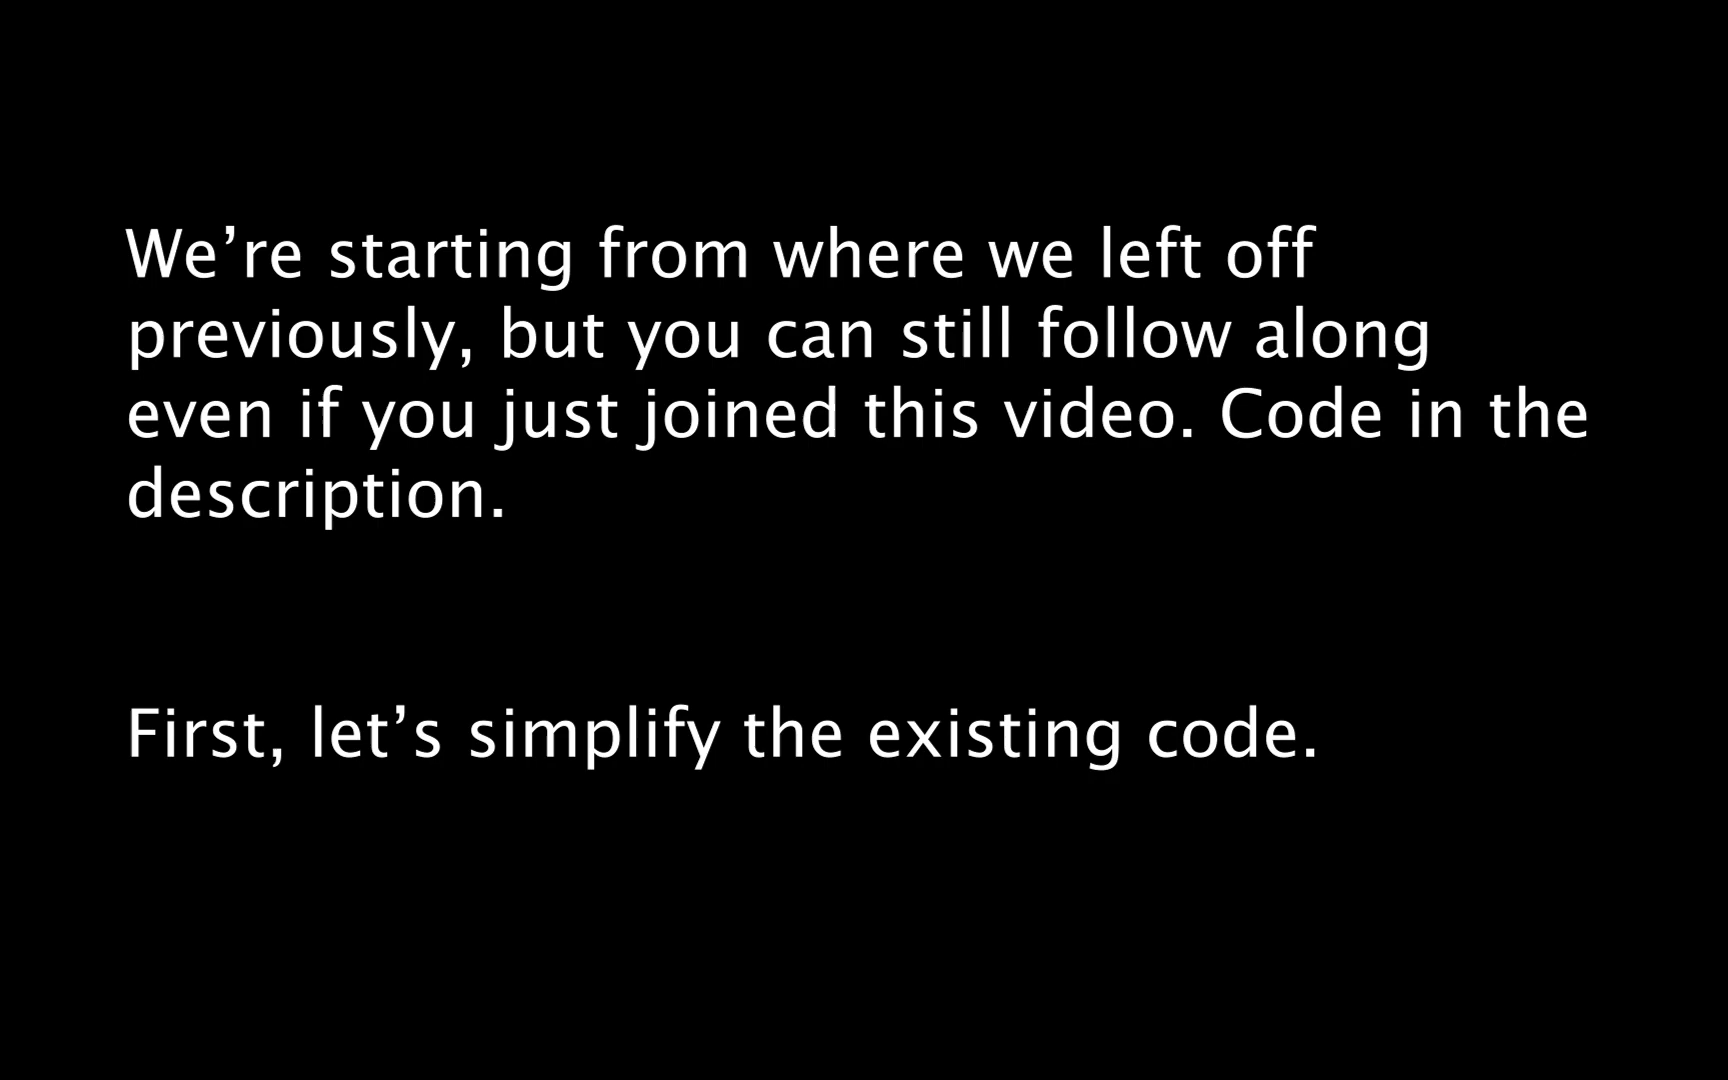 We’re starting from where we left off
previously, but you can still follow along
even if you just joined this video. Code in the
description.
First, let’s simplify the existing code.